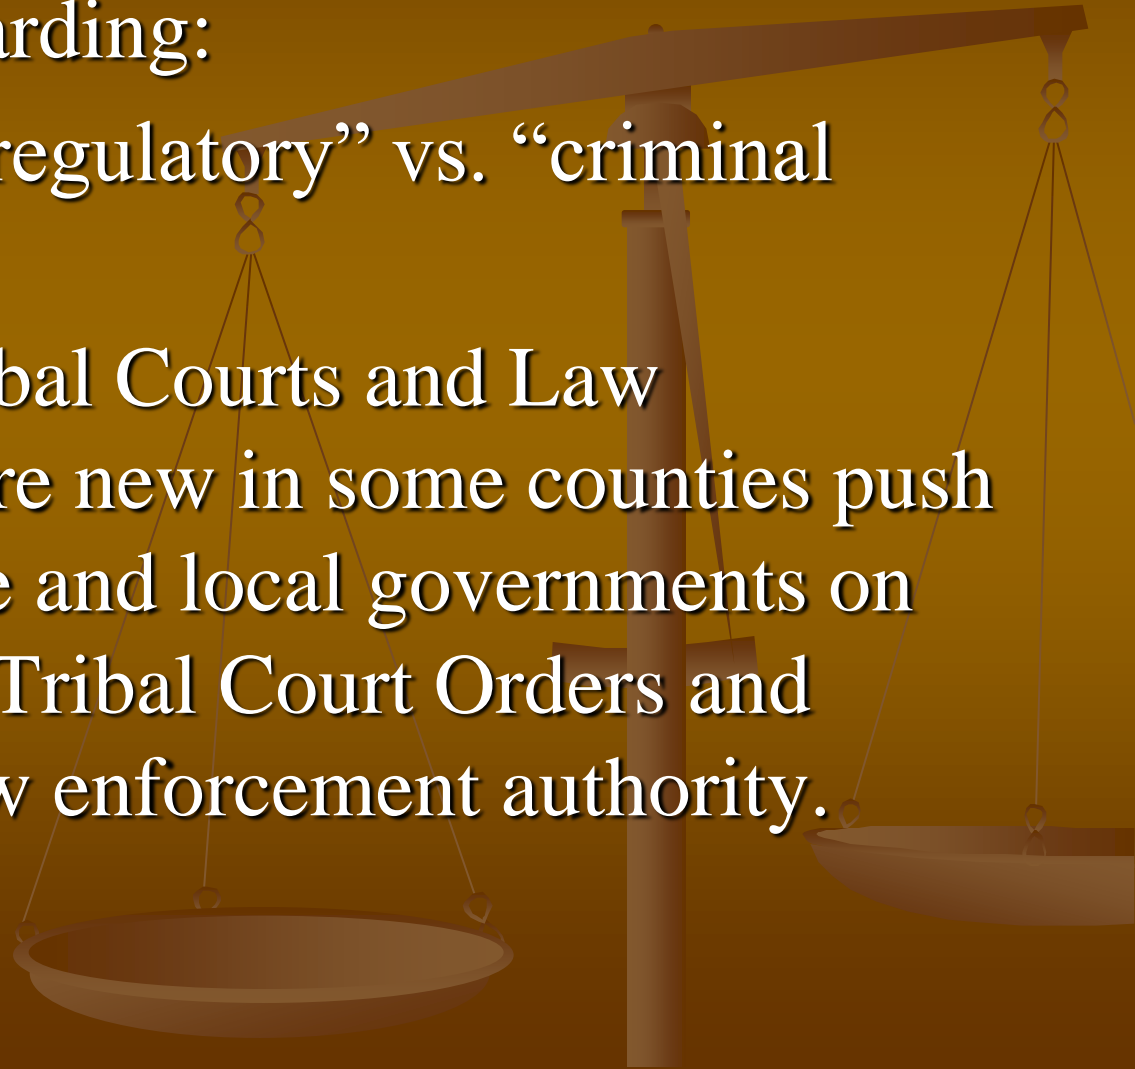 arding:
regulatory” vs. “criminal
bal Courts and Law
re new in some counties push
e and local governments on
Tribal Court Orders and
w enforcement authority.